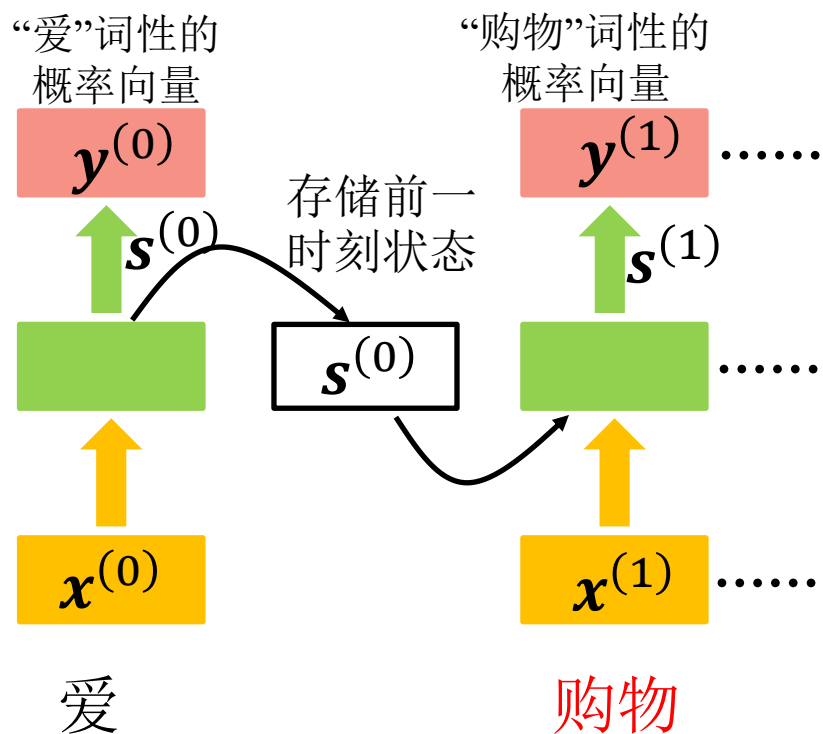 “爱”词性的
概率向量
“购物”词性的
概率向量
y^(0)
y^(1) ······
s^(0)
存储前一
时刻状态
s^(1)
s^(0)
······
x^(0)
x^(1) ······
爱
购物